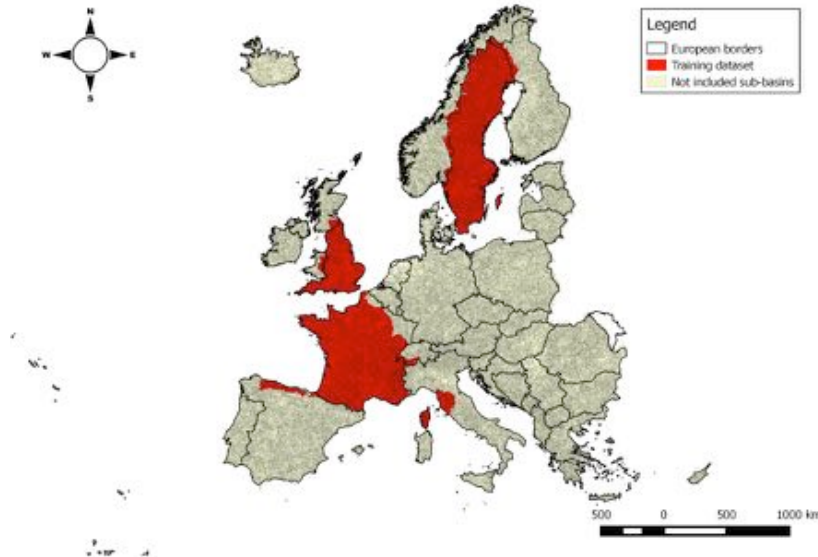 N
W
E
S
Legend
European borders
Training dataset
Not included sub-basins
500
0
500
1000 km